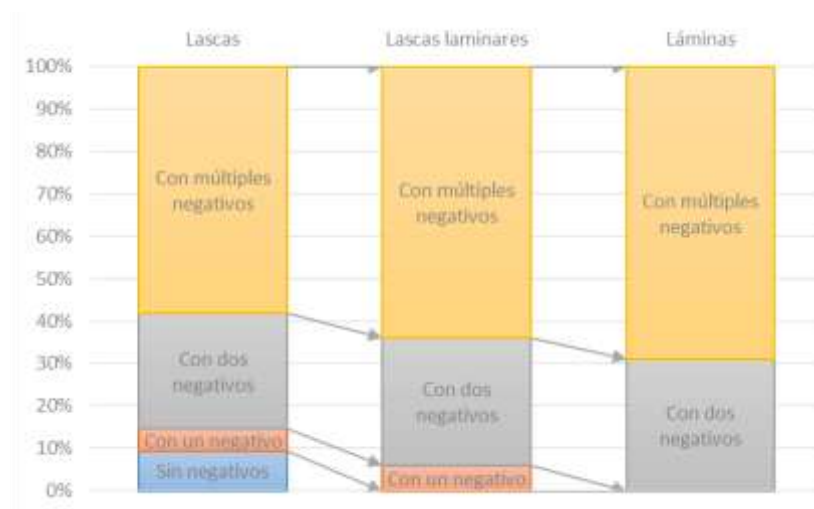 Lascas
Lascas laminares
Láminas
100%
90%
80%
70%
60%
50%
40%
30%
20%
10%
0%
Con múltiples
negativos
Con dos
negativos
Con un negativo
Sin negativos
Con múltiples
negativos
Con dos
negativos
Con un negativo
Con múltiples
negativos
Con dos
negativos